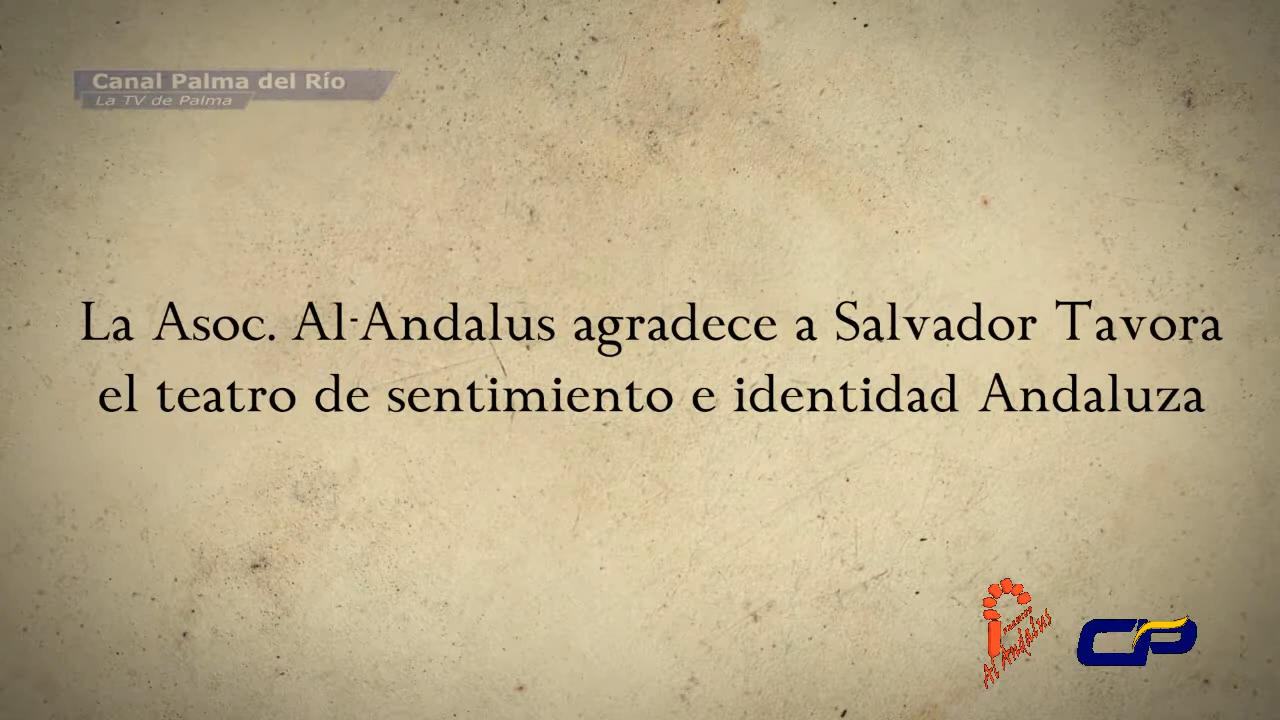 Canal Palma del Río
La TV de Palma
La Asoc. Al-Andalus agradece a Salvador Tavora
el teatro de sentimiento e identidad Andaluza
Al Andalus
CP